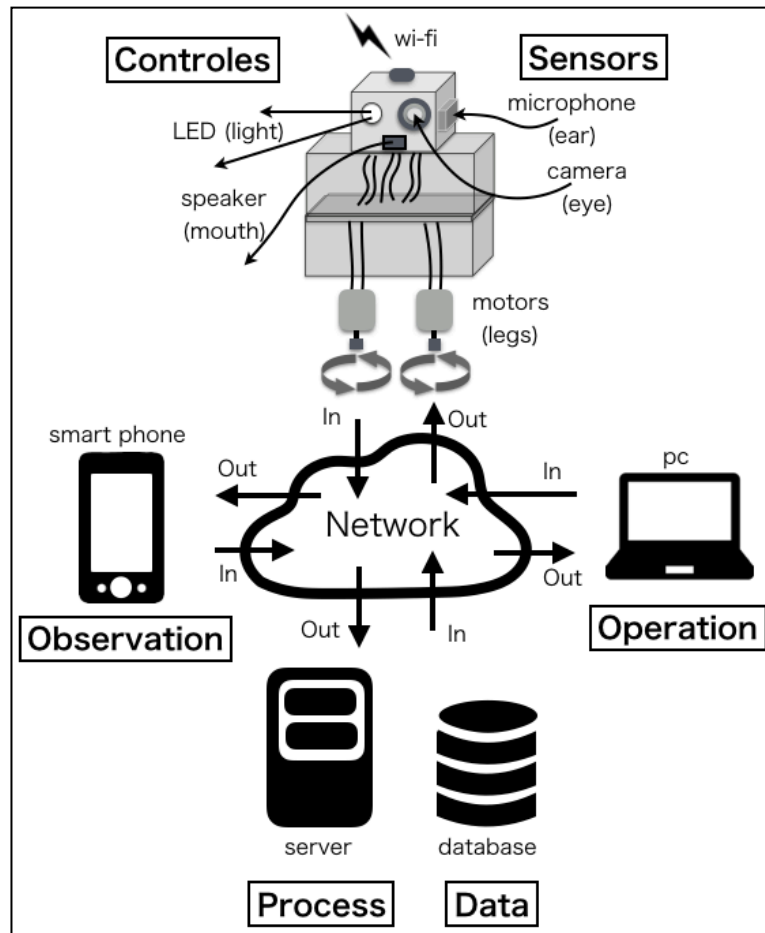 wi-fi
Controles
Sensors
LED (light)
microphone
(ear)
speaker
(mouth)
camera
(eye)
motors
(legs)
In
Out
smart phone
Out
In
pc
Network
In
Out
Observation
Out
In
Operation
server
database
Process
Data